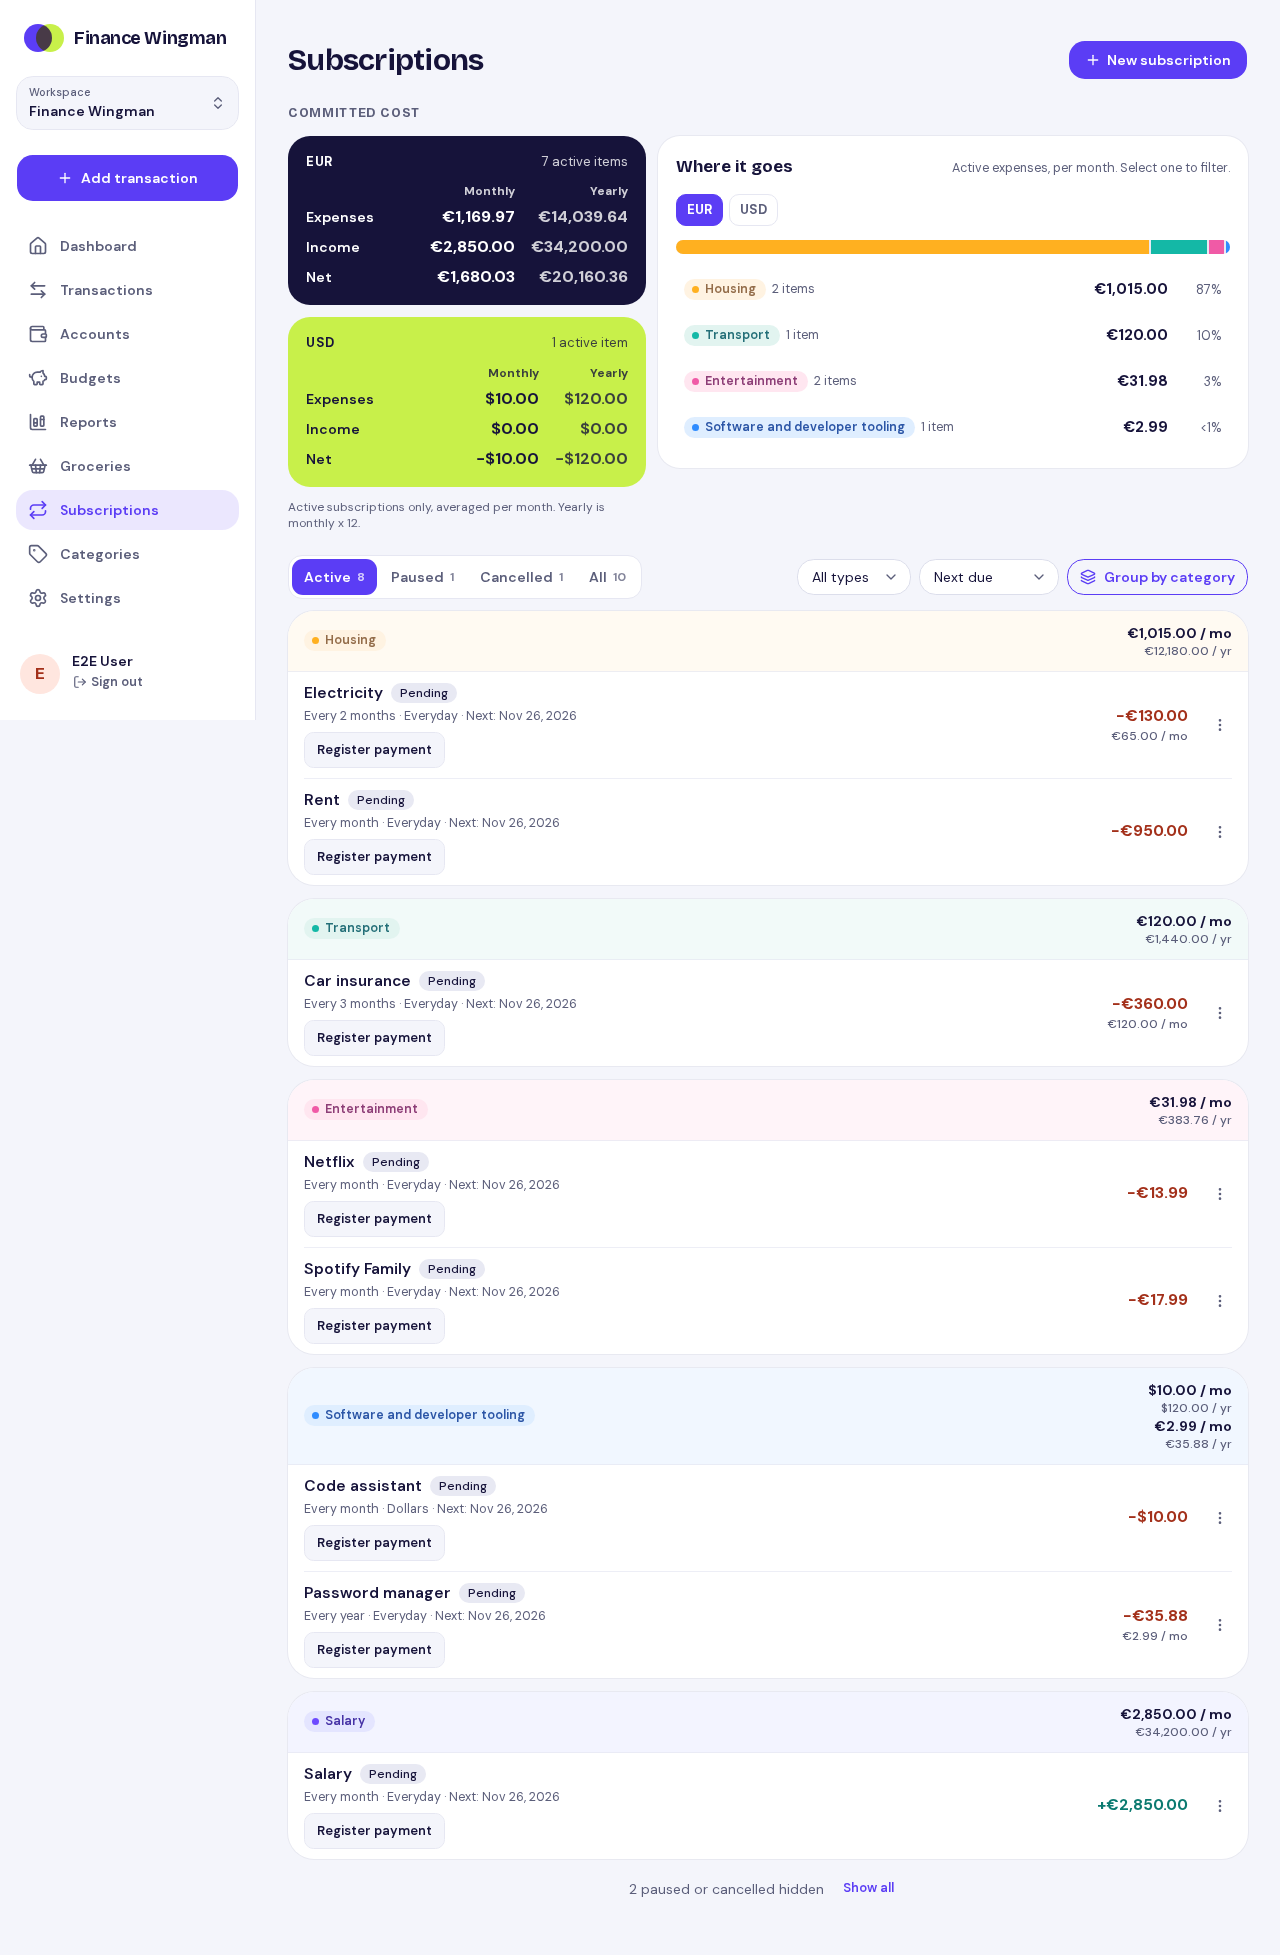 Finance Wingman
Workspace
Finance Wingman
Add transaction
Dashboard
Transactions
Accounts
Budgets
Reports
Groceries
Subscriptions
Categories
Settings
E
E2E User
Sign out
Subscriptions
New subscription
COMMITTED COST
EUR 7 active items
Monthly Yearly
Expenses €1,169.97 €14,039.64
Income €2,850.00 €34,200.00
Net €1,680.03 €20,160.36
USD 1 active item
Monthly Yearly
Expenses $10.00 $120.00
Income $0.00 $0.00
Net -$10.00 -$120.00
Active subscriptions only, averaged per month. Yearly is
monthly x 12.
Where it goes Active expenses, per month. Select one to filter.
EUR USD
Housing 2 items €1,015.00 87%
Transport 1 item €120.00 10%
Entertainment 2 items €31.98 3%
Software and developer tooling 1 item €2.99 <1%
Active 8 Paused 1 Cancelled 1 All 10 All types Next due Group by category
Housing €1,015.00 / mo
€12,180.00 / yr
Electricity Pending
Every 2 months · Everyday · Next: Nov 26, 2026
Register payment
-€130.00
€65.00 / mo
Rent Pending
Every month · Everyday · Next: Nov 26, 2026
Register payment
-€950.00
Transport €120.00 / mo
€1,440.00 / yr
Car insurance Pending
Every 3 months · Everyday · Next: Nov 26, 2026
Register payment
-€360.00
€120.00 / mo
Entertainment €31.98 / mo
€383.76 / yr
Netflix Pending
Every month · Everyday · Next: Nov 26, 2026
Register payment
-€13.99
Spotify Family Pending
Every month · Everyday · Next: Nov 26, 2026
Register payment
-€17.99
Software and developer tooling
$10.00 / mo
$120.00 / yr
€2.99 / mo
€35.88 / yr
Code assistant Pending
Every month · Dollars · Next: Nov 26, 2026
Register payment
-$10.00
Password manager Pending
Every year · Everyday · Next: Nov 26, 2026
Register payment
-€35.88
€2.99 / mo
Salary €2,850.00 / mo
€34,200.00 / yr
Salary Pending
Every month · Everyday · Next: Nov 26, 2026
Register payment
+€2,850.00
2 paused or cancelled hidden Show all